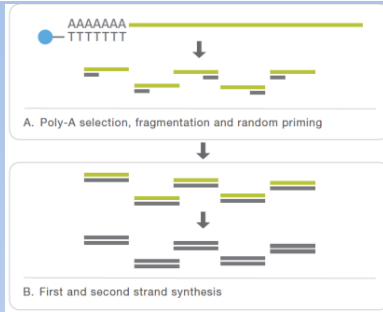 AAAAAAA
TTTTTTT
A. Poly-A selection, fragmentation and random priming
B. First and second strand synthesis